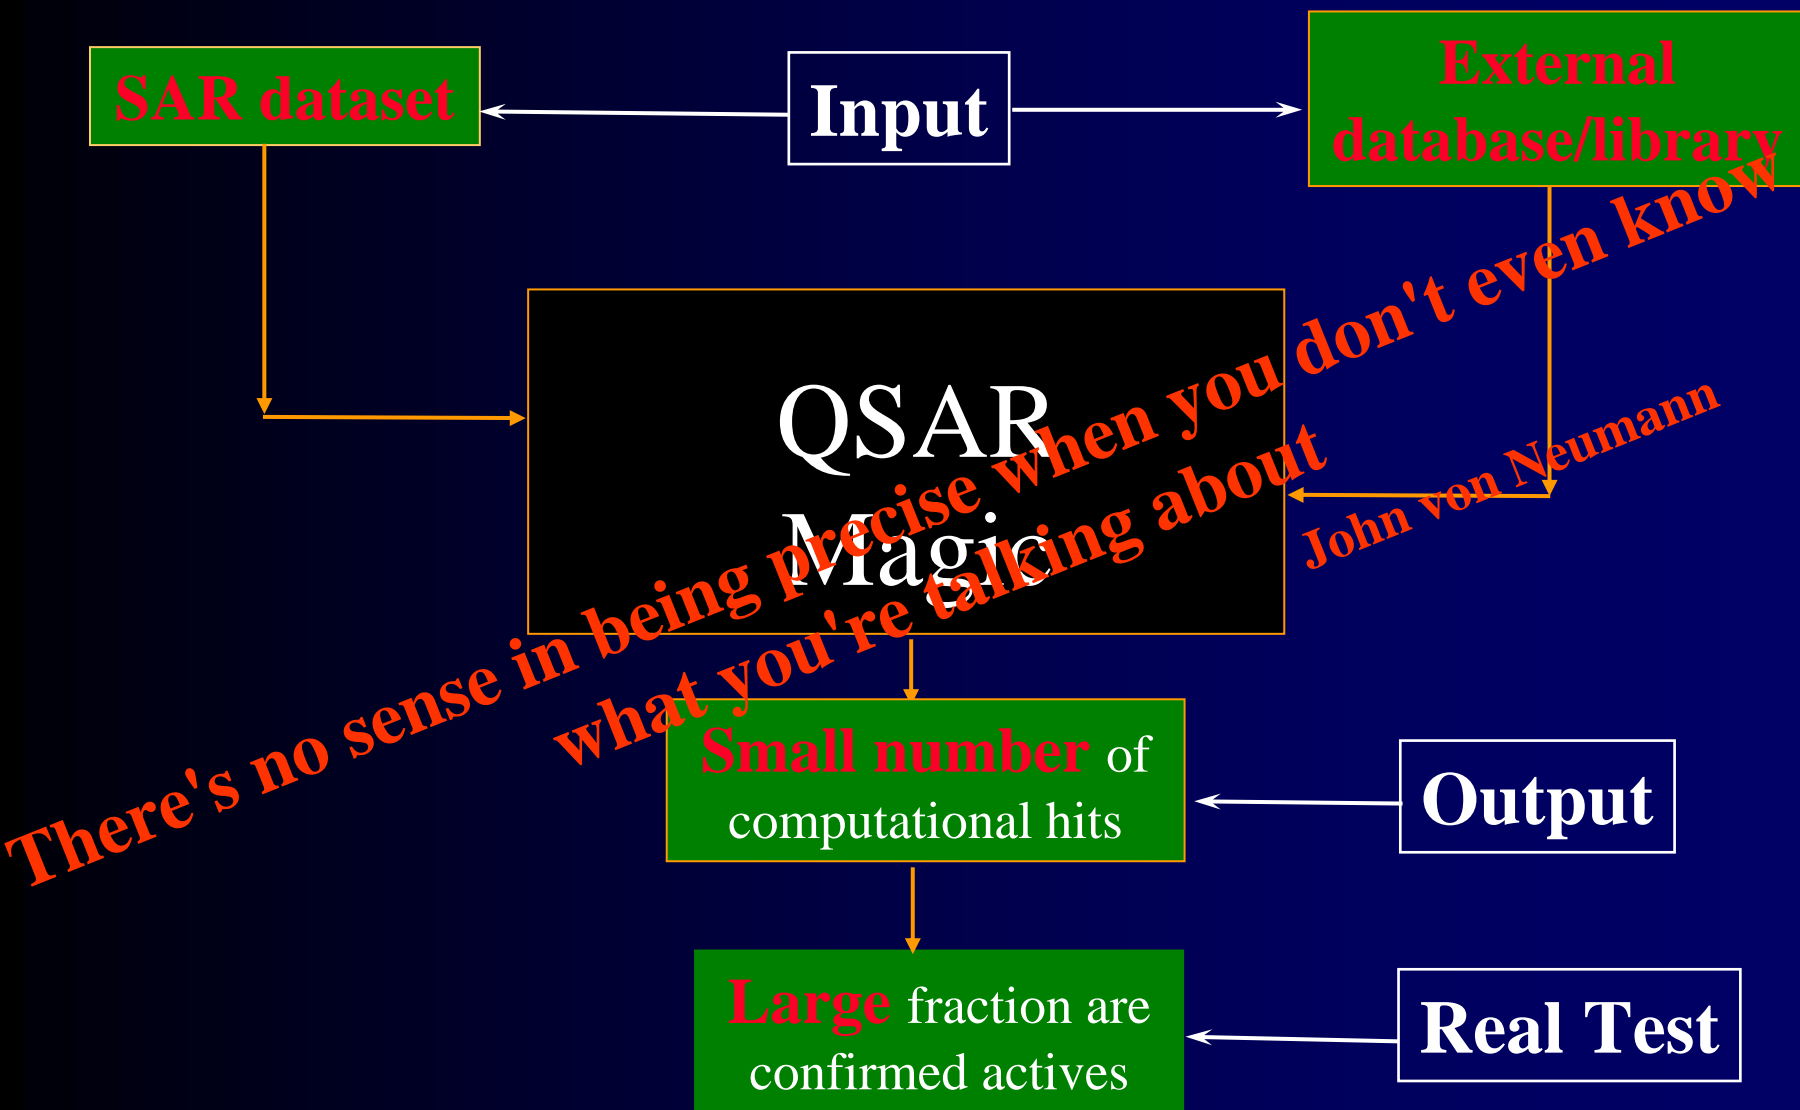 SAR dataset
Input
External
database/library
QSAR
Magic
There's no sense in being precise when you don't even know
what you're talking about
John von Neumann
Small number of
computational hits
Output
Large fraction are
confirmed actives
Real Test